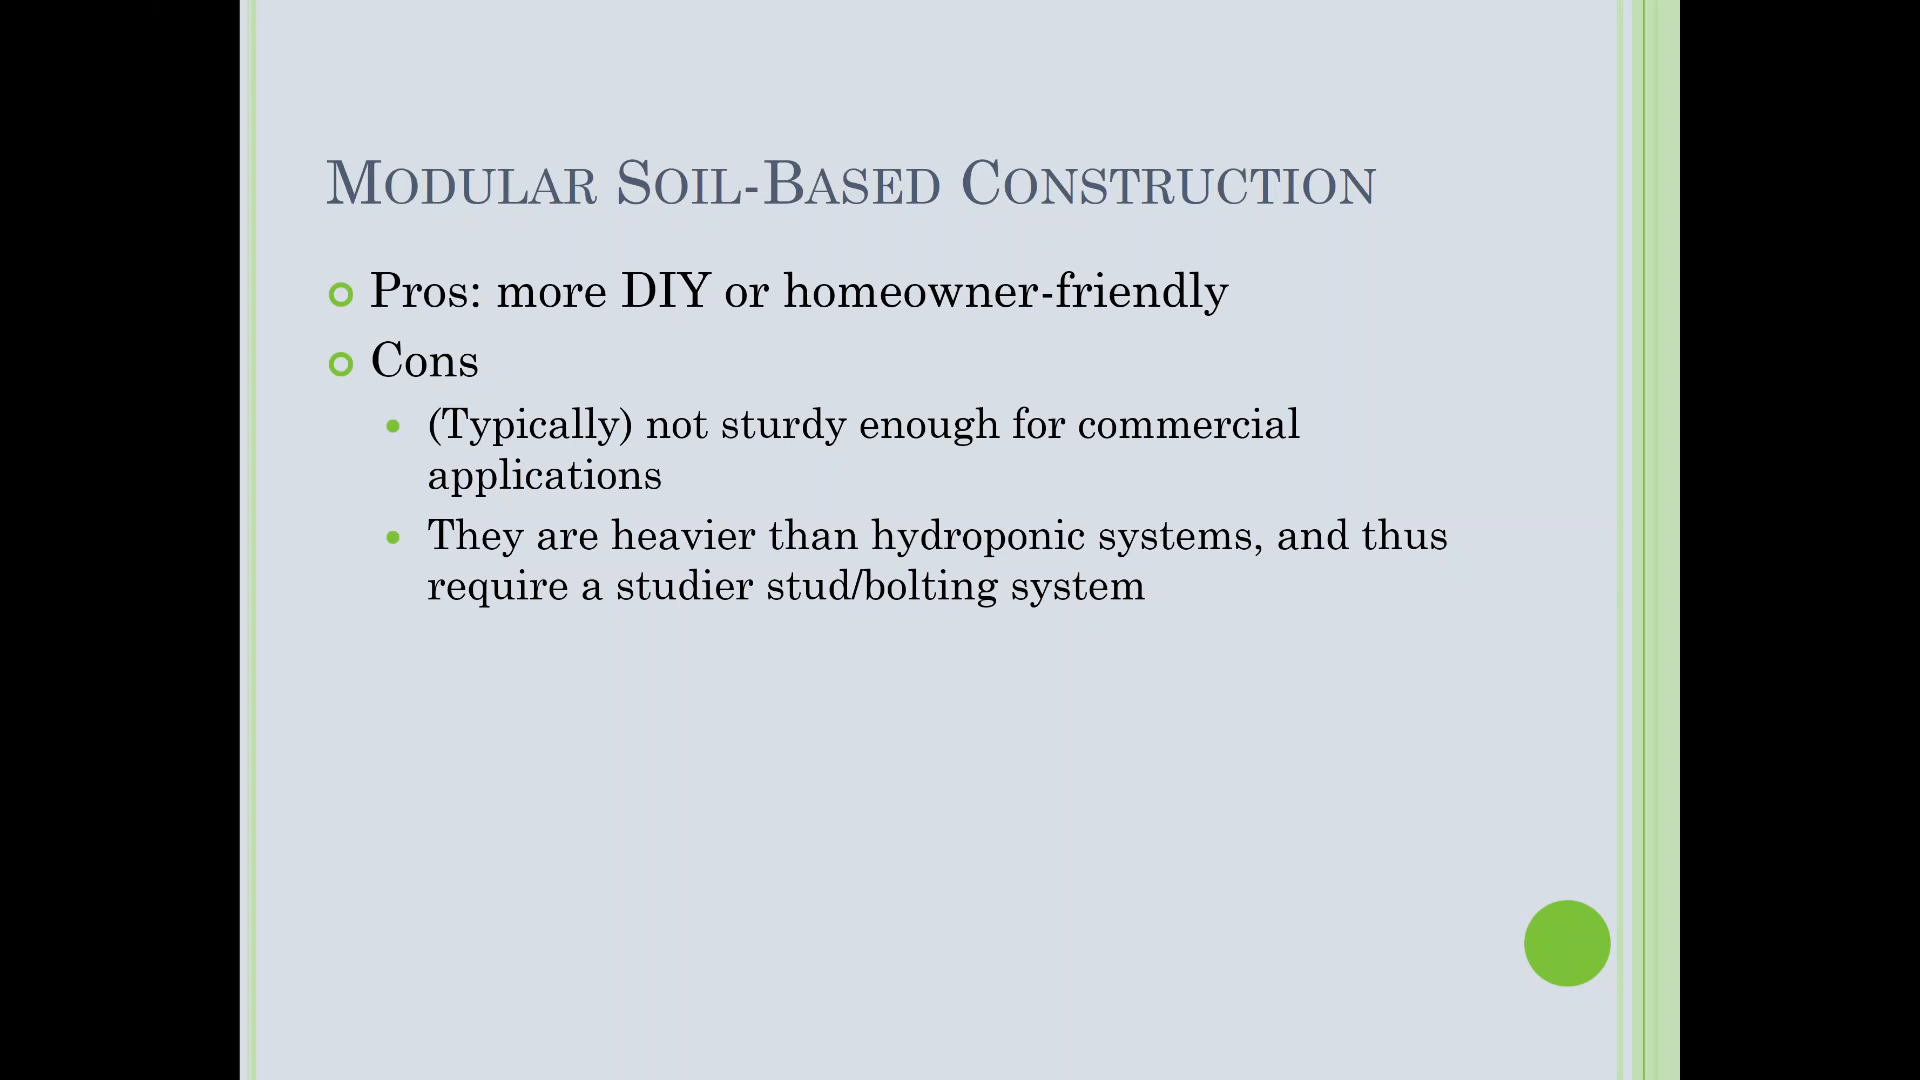 Modular Soil-Based Construction
Pros: more DIY or homeowner-friendly
Cons
(Typically) not sturdy enough for commercial
applications
They are heavier than hydroponic systems, and thus
require a studier stud/bolting system